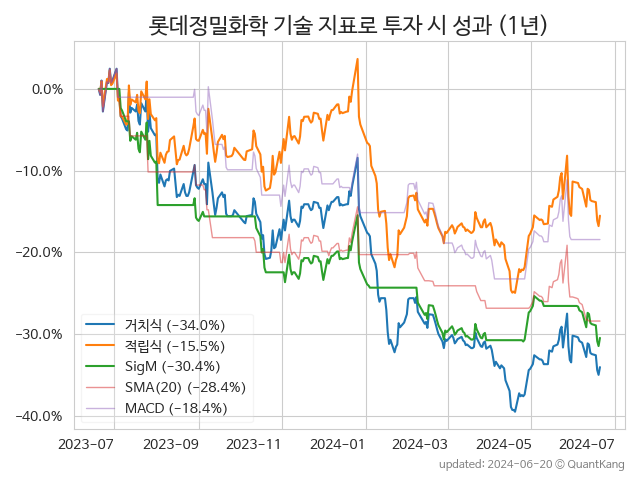 롯데정밀화학 기술 지표로 투자 시 성과 (1년)
0.0%
−10.0%
−20.0%
−30.0%
−40.0%
거치식 (−34.0%)
적립식 (−15.5%)
SigM (−30.4%)
SMA(20) (−28.4%)
MACD (−18.4%)
2023-07 2023-09 2023-11 2024-01 2024-03 2024-05 2024-07
updated: 2024-06-20 © QuantKang